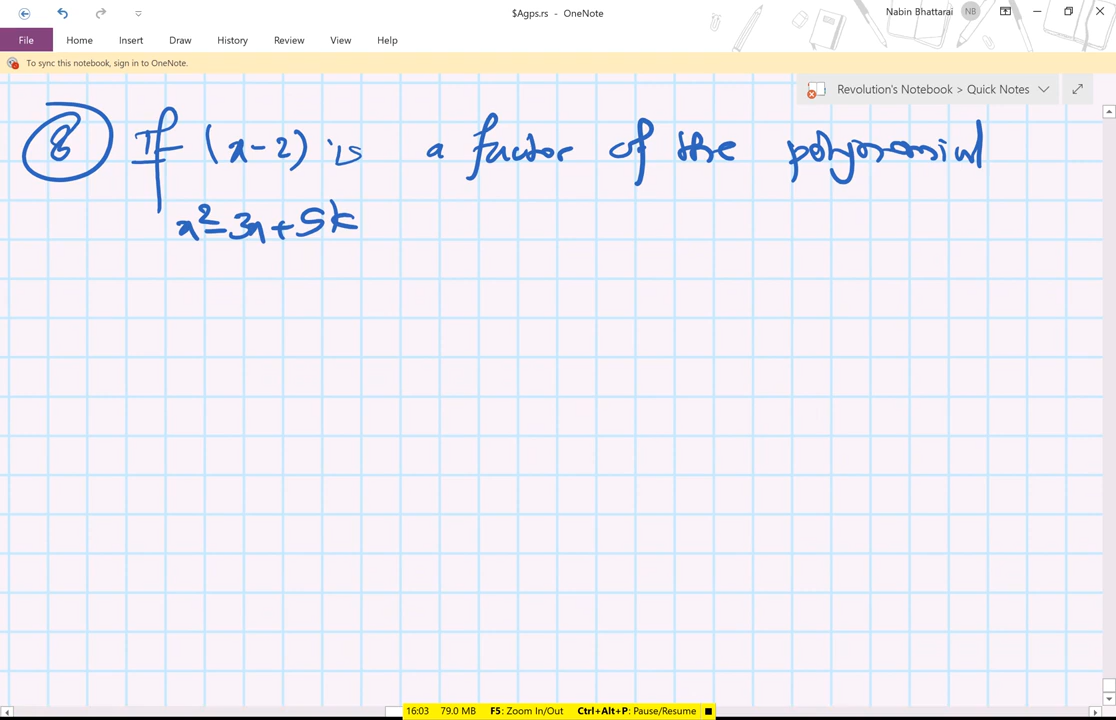 $Agps.rs - OneNote
Nabin Bhattarai NB
File Home Insert Draw History Review View Help
To sync this notebook, sign in to OneNote.
Revolution's Notebook > Quick Notes
⑧ If (x-2) is a factor of the polynomial
x²-3x+5k
16:03 79.0 MB F5: Zoom In/Out Ctrl+Alt+P: Pause/Resume